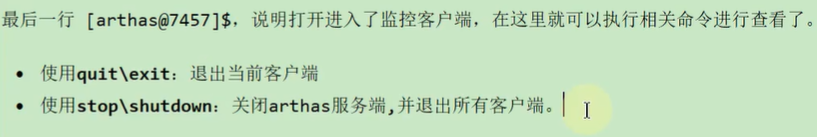 最后一行 [arthas@7457]$，说明打开进入了监控客户端，在这里就可以执行相关命令进行查看了。
• 使用quit\exit：退出当前客户端
• 使用stop\shutdown：关闭arthas服务端,并退出所有客户端。